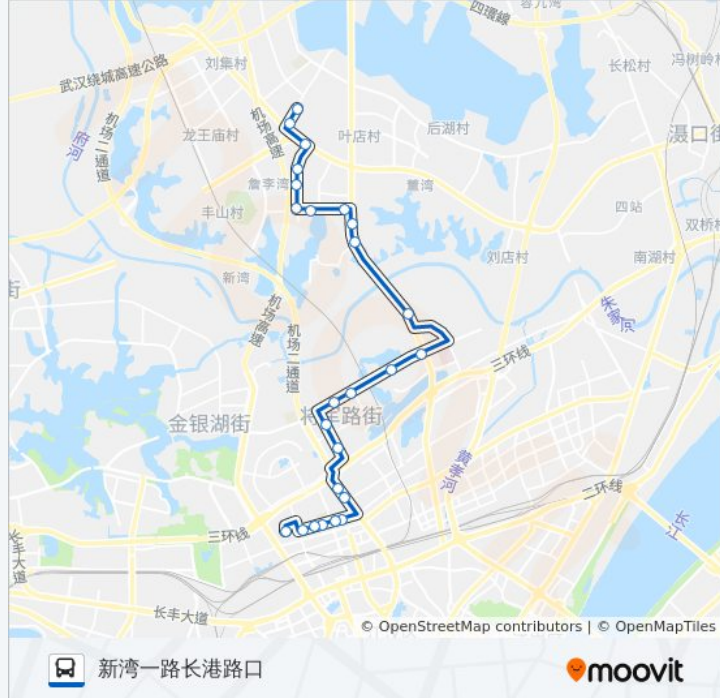 四環線
武汉绕城高速公路
刘集村
长松村
冯树岭村
府河
机场二通道
龙王庙村
机场高速
叶店村
后湖村
滠口街
詹李湾
董湾
丰山村
四站
双桥村
新湾
刘店村
南湖村
街
机场高速
机场二通道
朱家河
三环线
金银湖街
将军路街
黄孝河
二环线
长江
三环线
长丰大道
长丰大道
© OpenStreetMap contributors | © OpenMapTiles
新湾一路长港路口
moovit